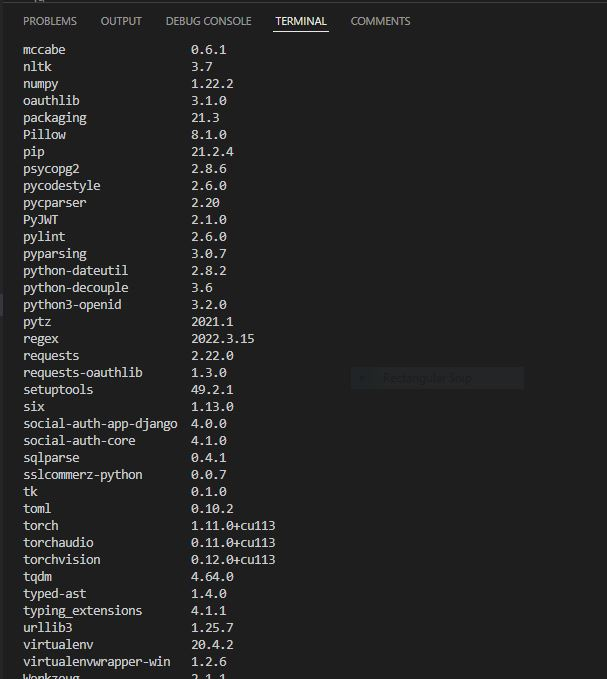 PROBLEMS OUTPUT DEBUG CONSOLE TERMINAL COMMENTS
mccabe 0.6.1
nltk 3.7
numpy 1.22.2
oauthlib 3.1.0
packaging 21.3
Pillow 8.1.0
pip 21.2.4
psycopg2 2.8.6
pycodestyle 2.6.0
pycparser 2.20
PyJWT 2.1.0
pylint 2.6.0
pyparsing 3.0.7
python-dateutil 2.8.2
python-decouple 3.6
python3-openid 3.2.0
pytz 2021.1
regex 2022.3.15
requests 2.22.0
requests-oauthlib 1.3.0
Rectangular Snip
setuptools 49.2.1
six 1.13.0
social-auth-app-django 4.0.0
social-auth-core 4.1.0
sqlparse 0.4.1
sslcommerz-python 0.0.7
tk 0.1.0
toml 0.10.2
torch 1.11.0+cu113
torchaudio 0.11.0+cu113
torchvision 0.12.0+cu113
tqdm 4.64.0
typed-ast 1.4.0
typing_extensions 4.1.1
urllib3 1.25.7
virtualenv 20.4.2
virtualenvwrapper-win 1.2.6
Werkzeug 2.1.1